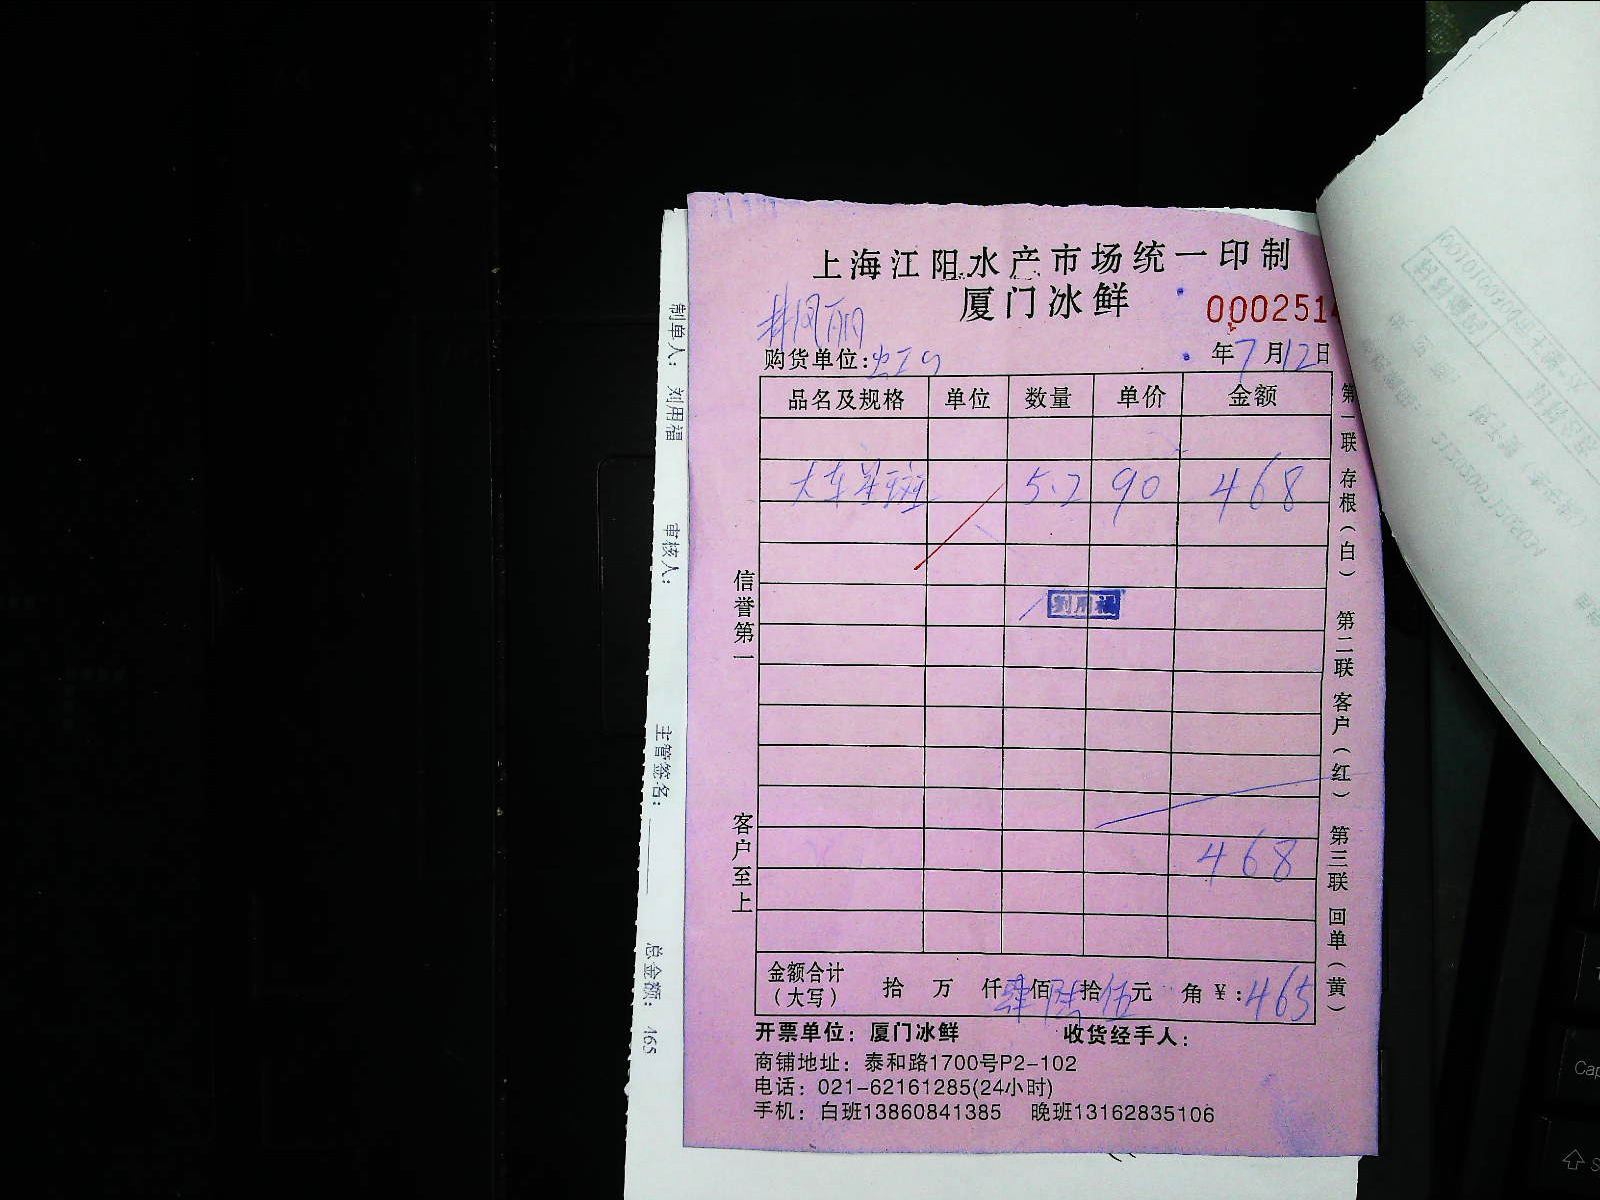 上海江阳水产市场统一印制
厦门冰鲜
000251
购货单位:
年7月12日
品名及规格 单位 数量 单价 金额
5.2 90 468
刘用福
468
金额合计(大写) 拾 万 仟肆佰陆拾伍元 角 ¥:465
开票单位：厦门冰鲜 收货经手人：
商铺地址：泰和路1700号P2-102
电话：021-62161285(24小时)
手机：白班13860841385 晚班13162835106
信誉第一
客户至上
第一联 存根(白) 第二联 客户(红) 第三联 回单(黄)
制单人: 刘用福 审核人: 主管签名: 总金额: 465